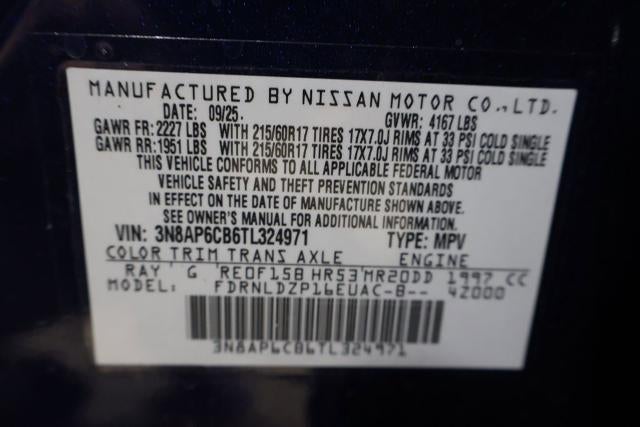 MANUFACTURED BY NISSAN MOTOR CO., LTD.
DATE: 09/25. GVWR: 4167 LBS
GAWR FR: 2227 LBS WITH 215/60R17 TIRES 17X7.0J RIMS AT 33 PSI COLD SINGLE
GAWR RR: 1951 LBS WITH 215/60R17 TIRES 17X7.0J RIMS AT 33 PSI COLD SINGLE
THIS VEHICLE CONFORMS TO ALL APPLICABLE FEDERAL MOTOR
VEHICLE SAFETY AND THEFT PREVENTION STANDARDS
IN EFFECT ON THE DATE OF MANUFACTURE SHOWN ABOVE.
SEE OWNER'S MANUAL FOR ADDITIONAL INFORMATION.
VIN: 3N8AP6CB6TL324971 TYPE: MPV
COLOR TRIM TRANS AXLE ENGINE
RAY G RE0F15B HR53 MR20DD 1997 CC
MODEL: FDRNLDZP16EUAC-B-- 42000
3N8AP6CB6TL324971